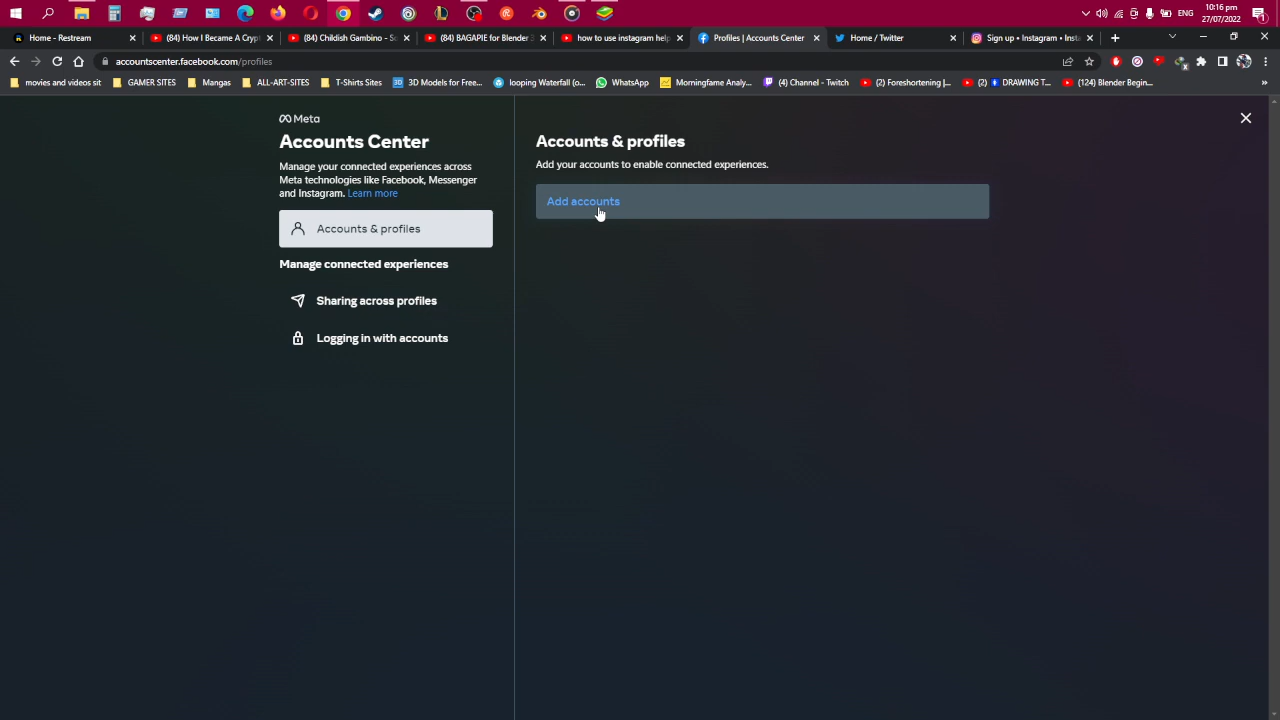 10:16 pm
ENG
27/07/2022
Home - Restream
(84) How I Became A Crypt
(84) Childish Gambino - So
(84) BAGAPIE for Blender 3
how to use instagram help
Profiles | Accounts Center
Home / Twitter
Sign up • Instagram • Insta
accountscenter.facebook.com/profiles
movies and videos sit
GAMER SITES
Mangas
ALL-ART-SITES
T-Shirts Sites
3D Models for Free...
looping Waterfall (o...
WhatsApp
Morningfame Analy...
(4) Channel - Twitch
(2) Foreshortening |...
(2) DRAWING T...
(124) Blender Begin...
Meta
Accounts Center
Manage your connected experiences across
Meta technologies like Facebook, Messenger
and Instagram. Learn more
Accounts & profiles
Manage connected experiences
Sharing across profiles
Logging in with accounts
Accounts & profiles
Add your accounts to enable connected experiences.
Add accounts